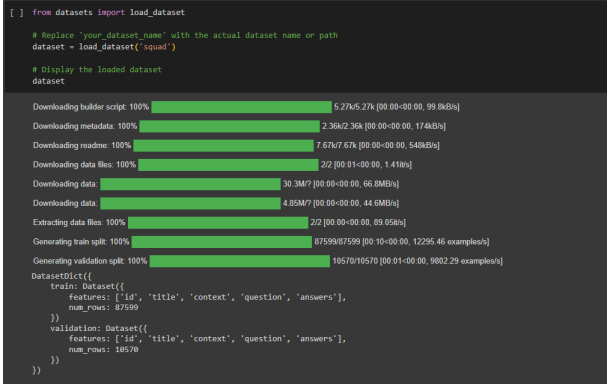 [ ] from datasets import load_dataset
# Replace 'your_dataset_name' with the actual dataset name or path
dataset = load_dataset('squad')
# Display the loaded dataset
dataset
Downloading builder script: 100% 5.27k/5.27k [00:00<00:00, 99.8kB/s]
Downloading metadata: 100% 2.36k/2.36k [00:00<00:00, 174kB/s]
Downloading readme: 100% 7.67k/7.67k [00:00<00:00, 548kB/s]
Downloading data files: 100% 2/2 [00:01<00:00, 1.41it/s]
Downloading data: 30.3M/? [00:00<00:00, 66.8MB/s]
Downloading data: 4.85M/? [00:00<00:00, 44.6MB/s]
Extracting data files: 100% 2/2 [00:00<00:00, 89.05it/s]
Generating train split: 100% 87599/87599 [00:10<00:00, 12295.46 examples/s]
Generating validation split: 100% 10570/10570 [00:01<00:00, 9802.29 examples/s]
DatasetDict({
    train: Dataset({
        features: ['id', 'title', 'context', 'question', 'answers'],
        num_rows: 87599
    })
    validation: Dataset({
        features: ['id', 'title', 'context', 'question', 'answers'],
        num_rows: 10570
    })
})